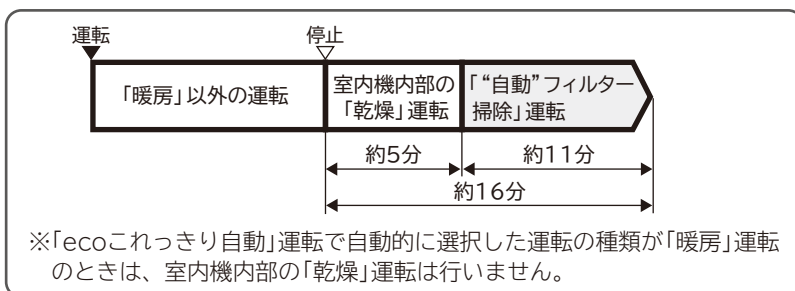 運転
停止
「暖房」以外の運転
室内機内部の
「乾燥」運転
「“自動”フィルター
掃除」運転
約5分
約11分
約16分
※「ecoこれっきり自動」運転で自動的に選択した運転の種類が「暖房」運転
のときは、室内機内部の「乾燥」運転は行いません。